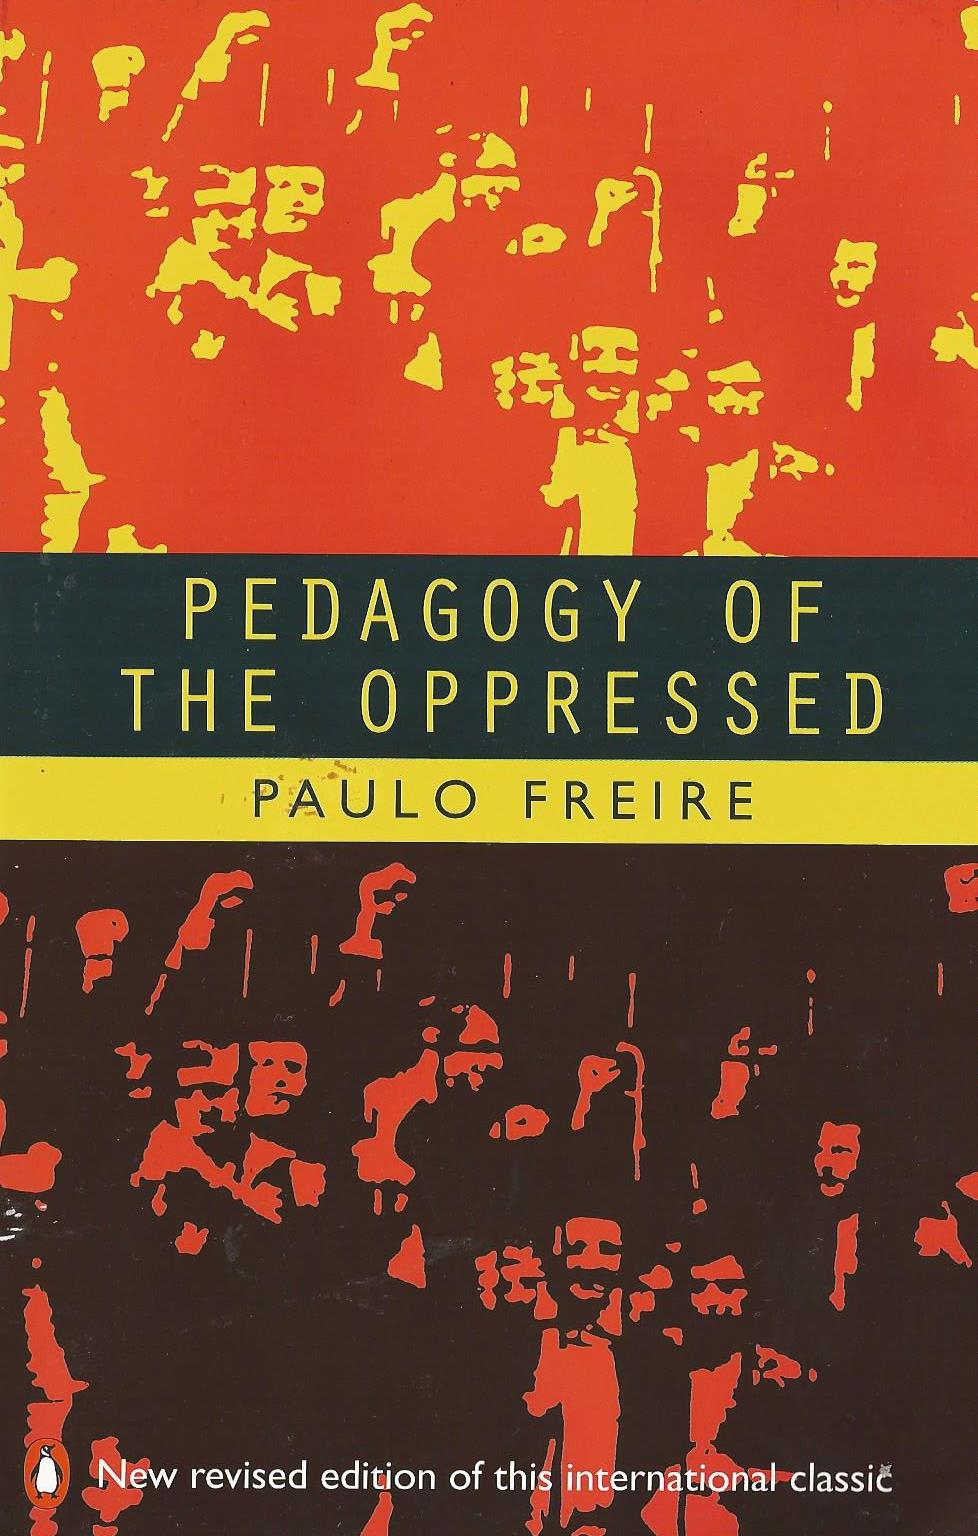 PEDAGOGY OF
THE OPPRESSED
PAULO FREIRE
New revised edition of this international classic